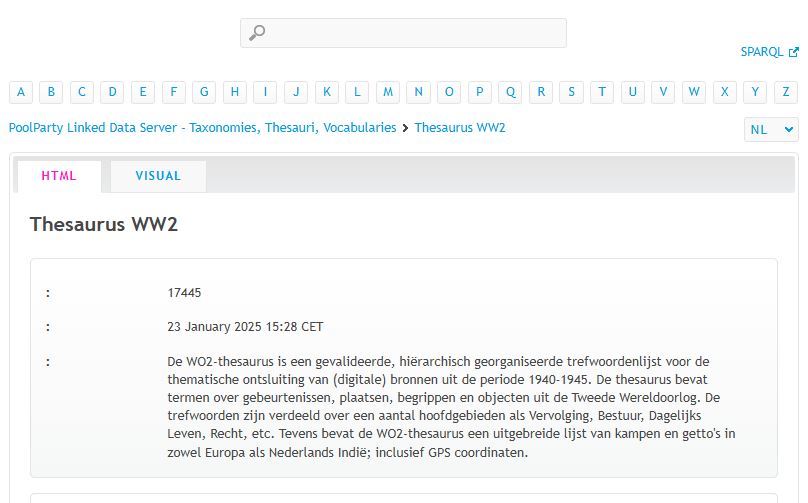 SPARQL
A B C D E F G H I J K L M N O P Q R S T U V W X Y Z
PoolParty Linked Data Server - Taxonomies, Thesauri, Vocabularies > Thesaurus WW2
NL
HTML VISUAL
Thesaurus WW2
: 17445
: 23 January 2025 15:28 CET
: De WO2-thesaurus is een gevalideerde, hiërarchisch georganiseerde trefwoordenlijst voor de
thematische ontsluiting van (digitale) bronnen uit de periode 1940-1945. De thesaurus bevat
termen over gebeurtenissen, plaatsen, begrippen en objecten uit de Tweede Wereldoorlog. De
trefwoorden zijn verdeeld over een aantal hoofdgebieden als Vervolging, Bestuur, Dagelijks
Leven, Recht, etc. Tevens bevat de WO2-thesaurus een uitgebreide lijst van kampen en getto's in
zowel Europa als Nederlands Indië; inclusief GPS coordinaten.